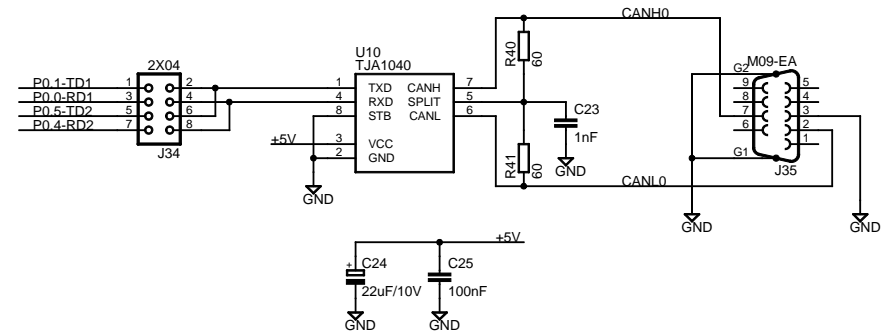 CANH0
2X04
U10
TJA1040
R40
60
M09-EA
G2
P0.1-TD1
P0.0-RD1
P0.5-TD2
P0.4-RD2
1 2
3 4
5 6
7 8
J34
1 TXD CANH 7
4 RXD SPLIT 5
8 STB CANL 6
3 VCC
2 GND
+5V
C23
1nF
GND
R41
60
9 5
8 4
7 3
6 2
1
G1
J35
CANL0
GND
GND
GND
+5V
+
C24
22uF/10V
C25
100nF
GND
GND